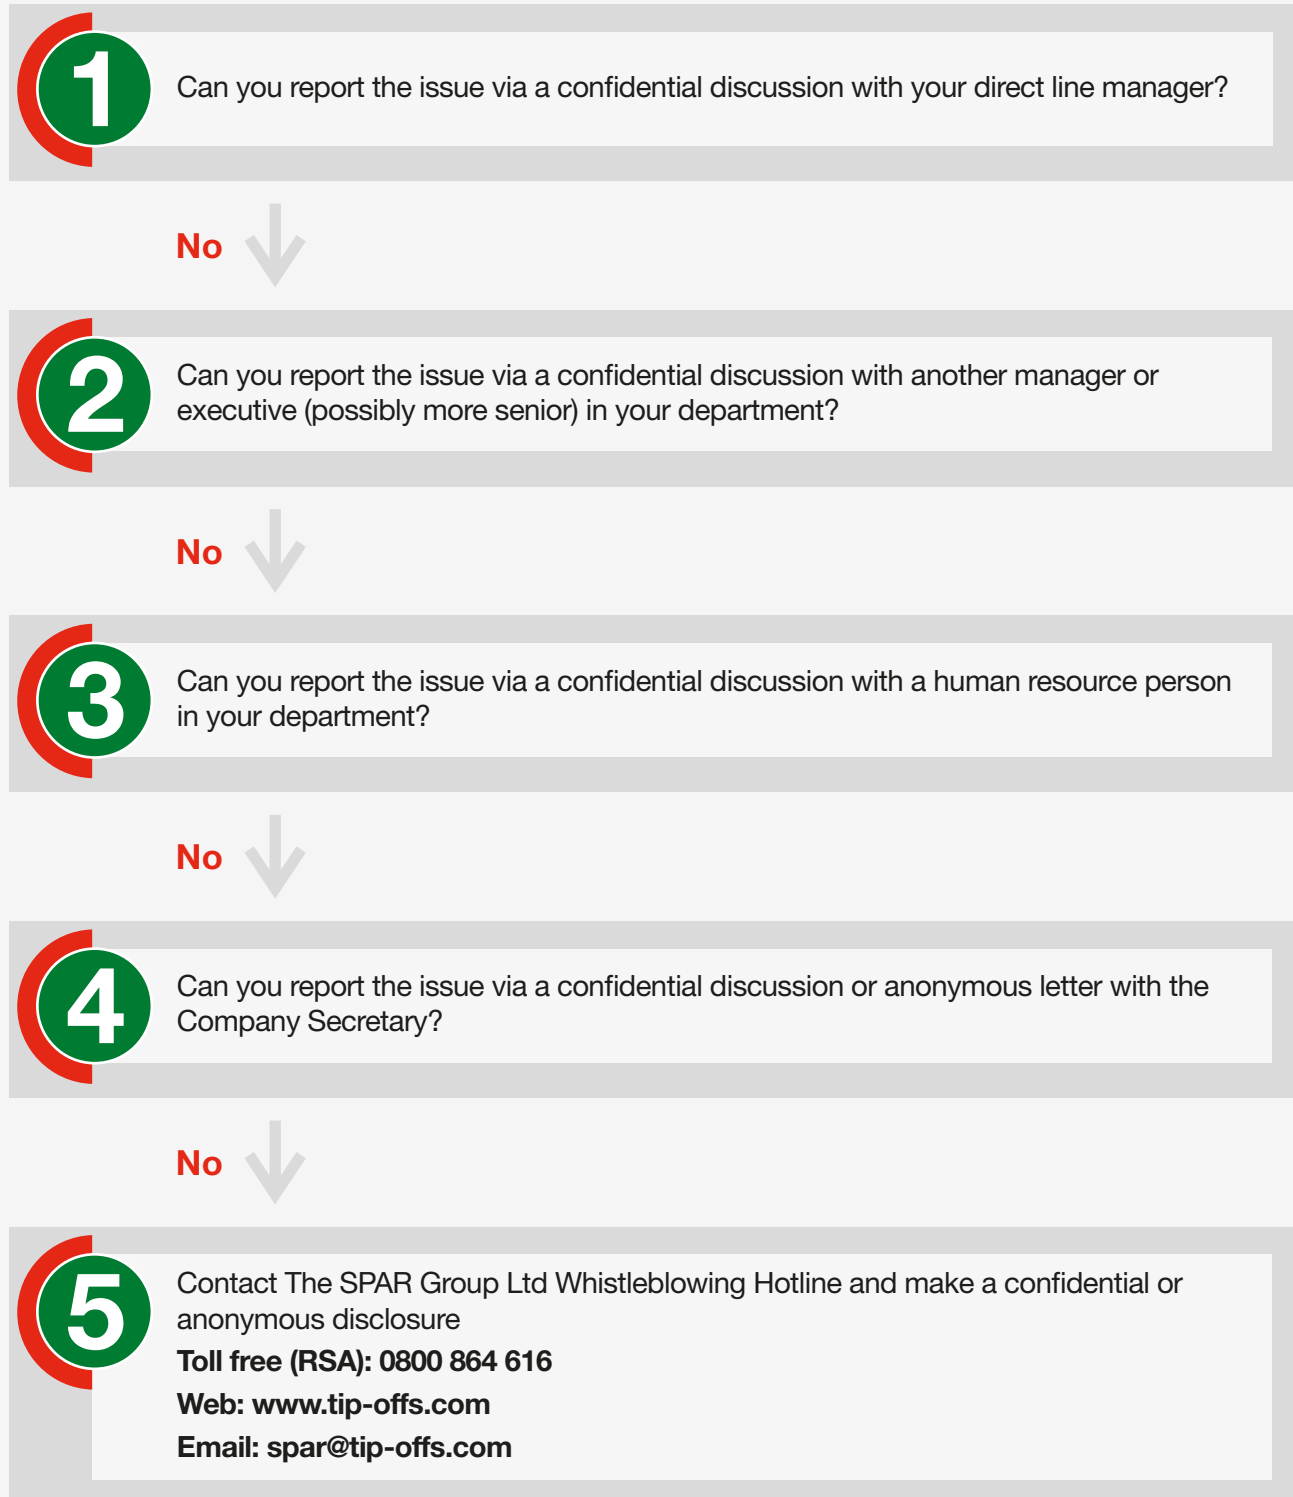 1
Can you report the issue via a confidential discussion with your direct line manager?
No
2
Can you report the issue via a confidential discussion with another manager or
executive (possibly more senior) in your department?
No
3
Can you report the issue via a confidential discussion with a human resource person
in your department?
No
4
Can you report the issue via a confidential discussion or anonymous letter with the
Company Secretary?
No
5
Contact The SPAR Group Ltd Whistleblowing Hotline and make a confidential or
anonymous disclosure
Toll free (RSA): 0800 864 616
Web: www.tip-offs.com
Email: spar@tip-offs.com